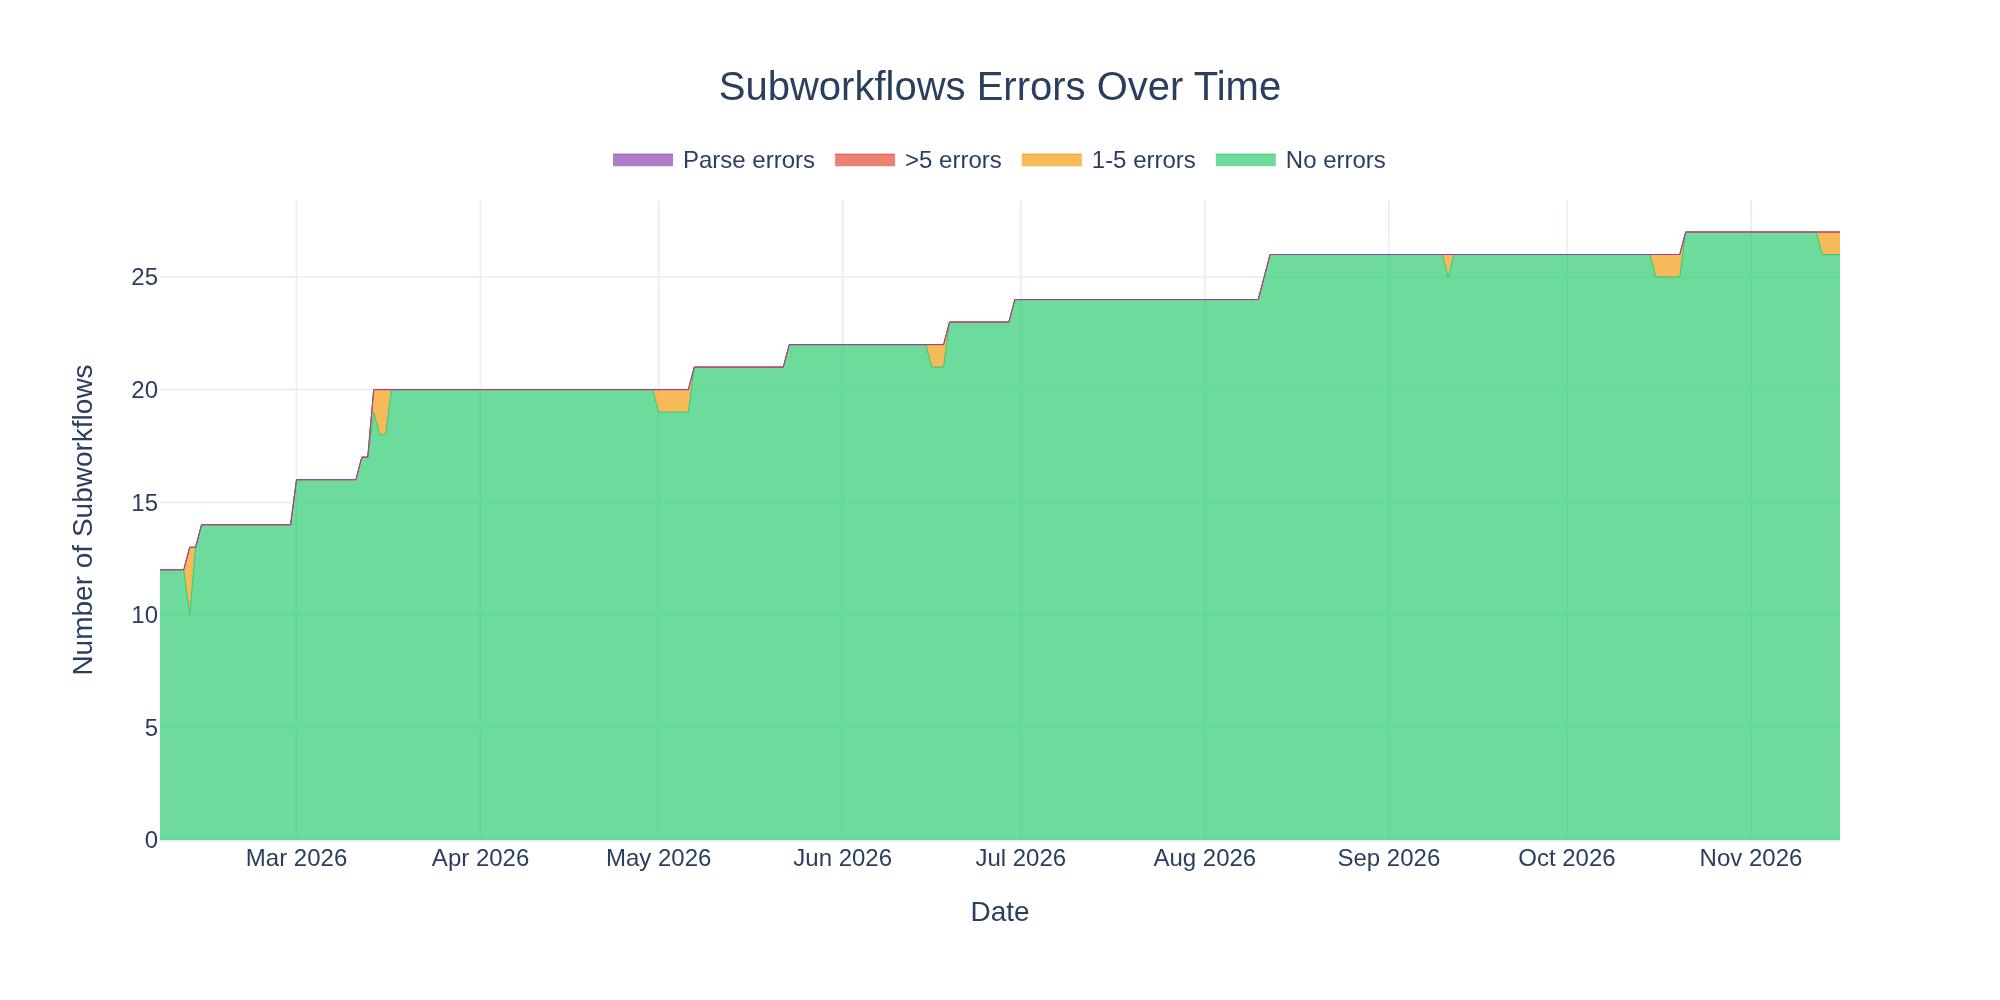 Subworkflows Errors Over Time
Parse errors >5 errors 1-5 errors No errors
Number of Subworkflows
25
20
15
10
5
0
Mar 2026 Apr 2026 May 2026 Jun 2026 Jul 2026 Aug 2026 Sep 2026 Oct 2026 Nov 2026
Date